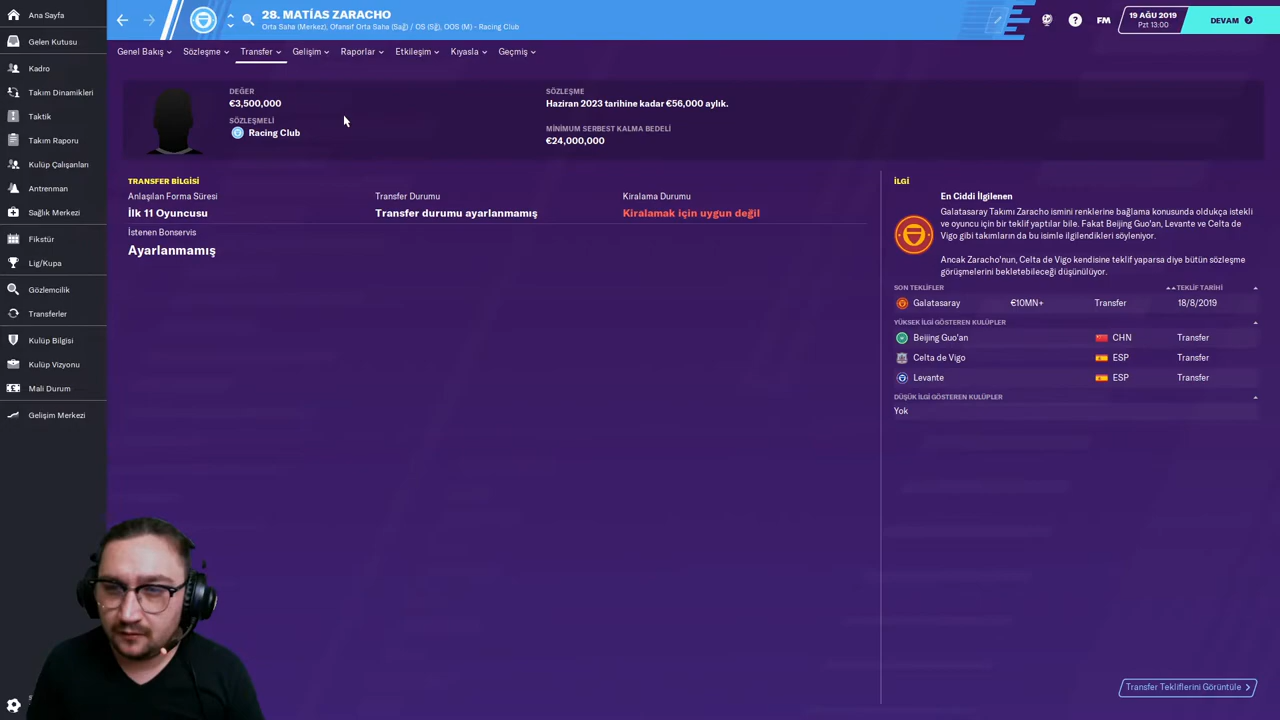 28. MATÍAS ZARACHO
Orta Saha (Merkez), Ofansif Orta Saha (Sağ) / OS (Sğ), OOS (M) - Racing Club
FM
19 AĞU 2019
Pzt 13:00
DEVAM
Genel Bakış
Sözleşme
Transfer
Gelişim
Raporlar
Etkileşim
Kıyasla
Geçmiş
Ana Sayfa
Gelen Kutusu
Kadro
Takım Dinamikleri
Taktik
Takım Raporu
Kulüp Çalışanları
Antrenman
Sağlık Merkezi
Fikstür
Lig/Kupa
Gözlemcilik
Transferler
Kulüp Bilgisi
Kulüp Vizyonu
Mali Durum
Gelişim Merkezi
DEĞER
€3,500,000
SÖZLEŞMELİ
Racing Club
SÖZLEŞME
Haziran 2023 tarihine kadar €56,000 aylık.
MİNİMUM SERBEST KALMA BEDELİ
€24,000,000
TRANSFER BİLGİSİ
Anlaşılan Forma Süresi
İlk 11 Oyuncusu
Transfer Durumu
Transfer durumu ayarlanmamış
Kiralama Durumu
Kiralamak için uygun değil
İstenen Bonservis
Ayarlanmamış
İLGİ
En Ciddi İlgilenen
Galatasaray Takımı Zaracho ismini renklerine bağlama konusunda oldukça istekli
ve oyuncu için bir teklif yaptılar bile. Fakat Beijing Guo'an, Levante ve Celta de
Vigo gibi takımların da bu isimle ilgilendikleri söyleniyor.
Ancak Zaracho'nun, Celta de Vigo kendisine teklif yaparsa diye bütün sözleşme
görüşmelerini bekletebileceği düşünülüyor.
SON TEKLİFLER
TEKLİF TARİHİ
Galatasaray €10MN+ Transfer 18/8/2019
YÜKSEK İLGİ GÖSTEREN KULÜPLER
Beijing Guo'an CHN Transfer
Celta de Vigo ESP Transfer
Levante ESP Transfer
DÜŞÜK İLGİ GÖSTEREN KULÜPLER
Yok
Transfer Tekliflerini Görüntüle